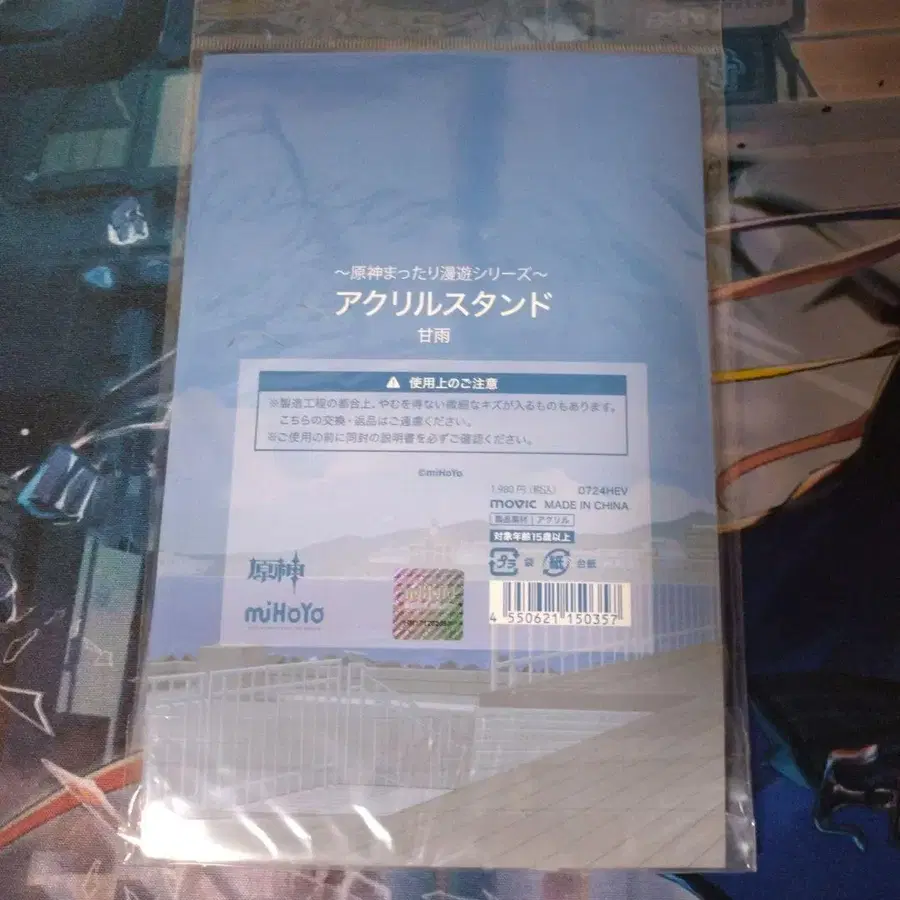 ～原神まったり漫遊シリーズ～
アクリルスタンド
甘雨
使用上のご注意
※製造工程の都合上、やむを得ない微細なキズが入るものもあります。
こちらの交換・返品はご遠慮ください。
※ご使用の前に同封の説明書を必ずご確認ください。
©miHoYo
1,980円(税込) 0724HEV
movic MADE IN CHINA
製品素材 アクリル
対象年齢15歳以上
プラ 袋 紙 台紙
原神
miHoYo
miHoYo
4 550621 150357